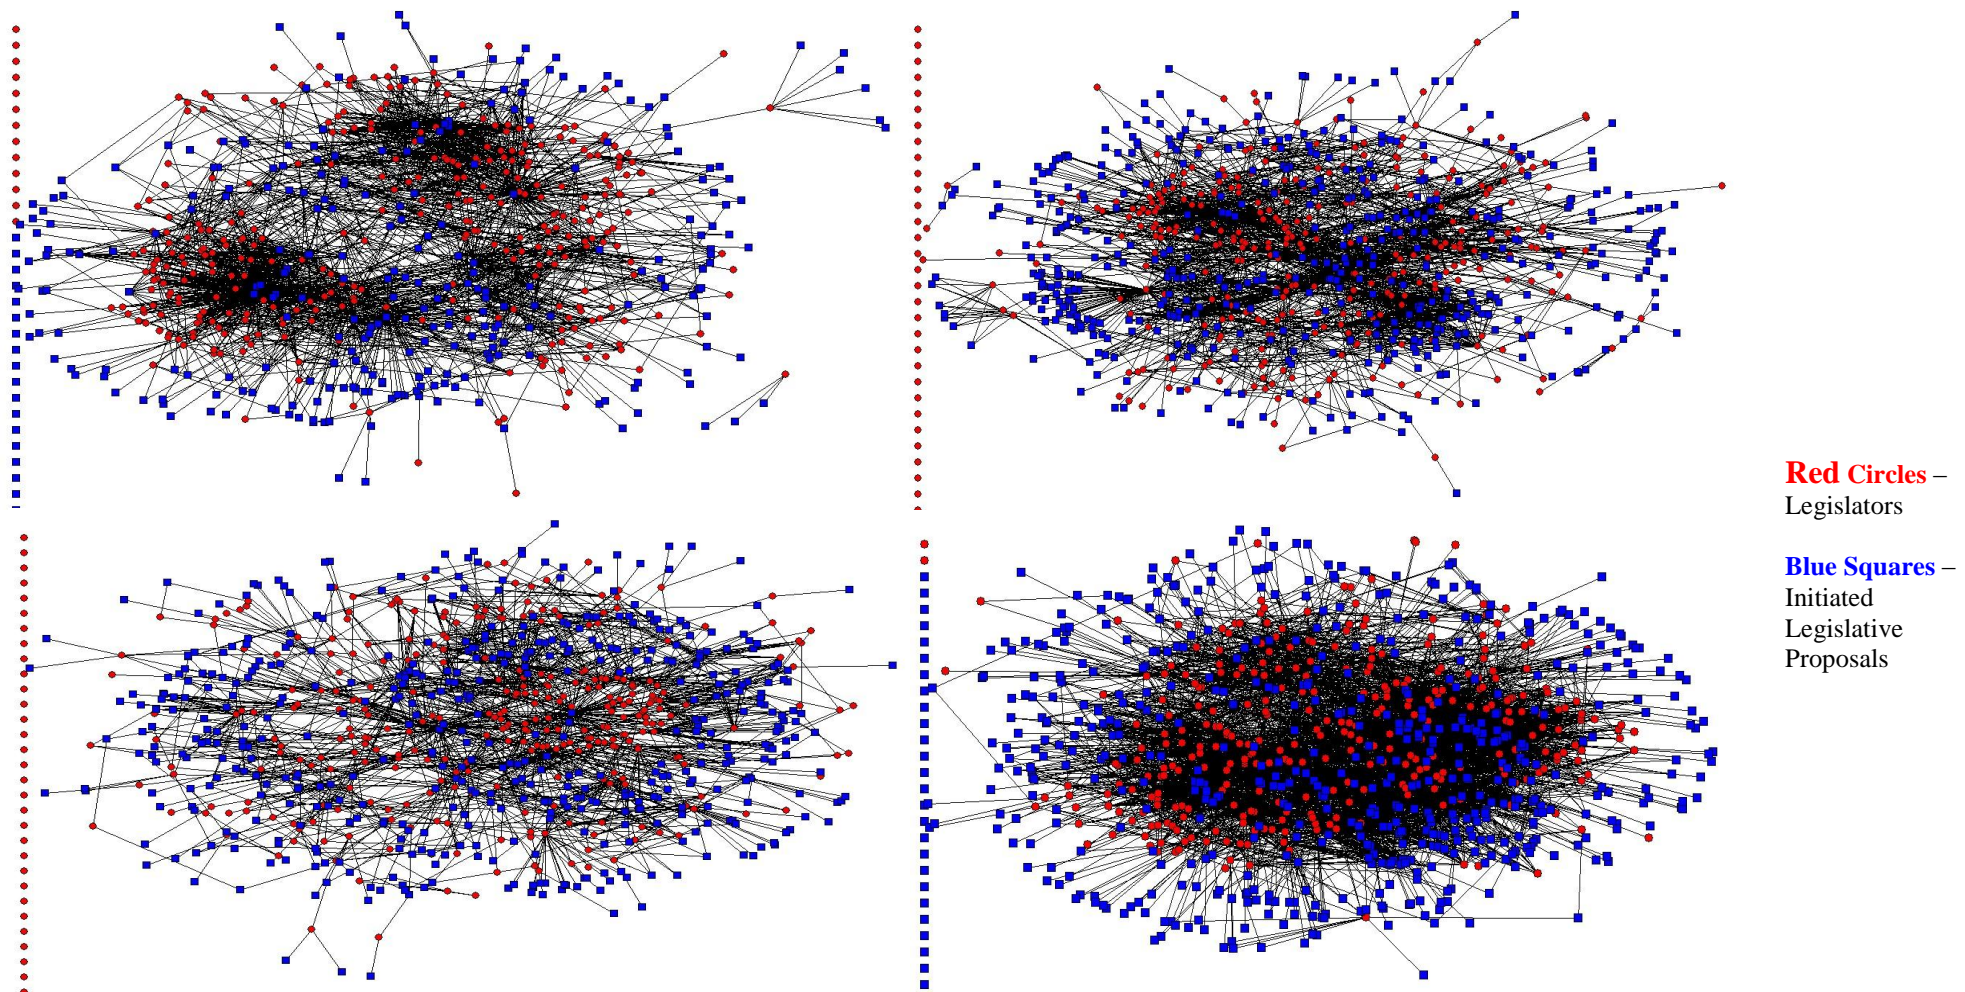 Red Circles –
Legislators
Blue Squares –
Initiated
Legislative
Proposals